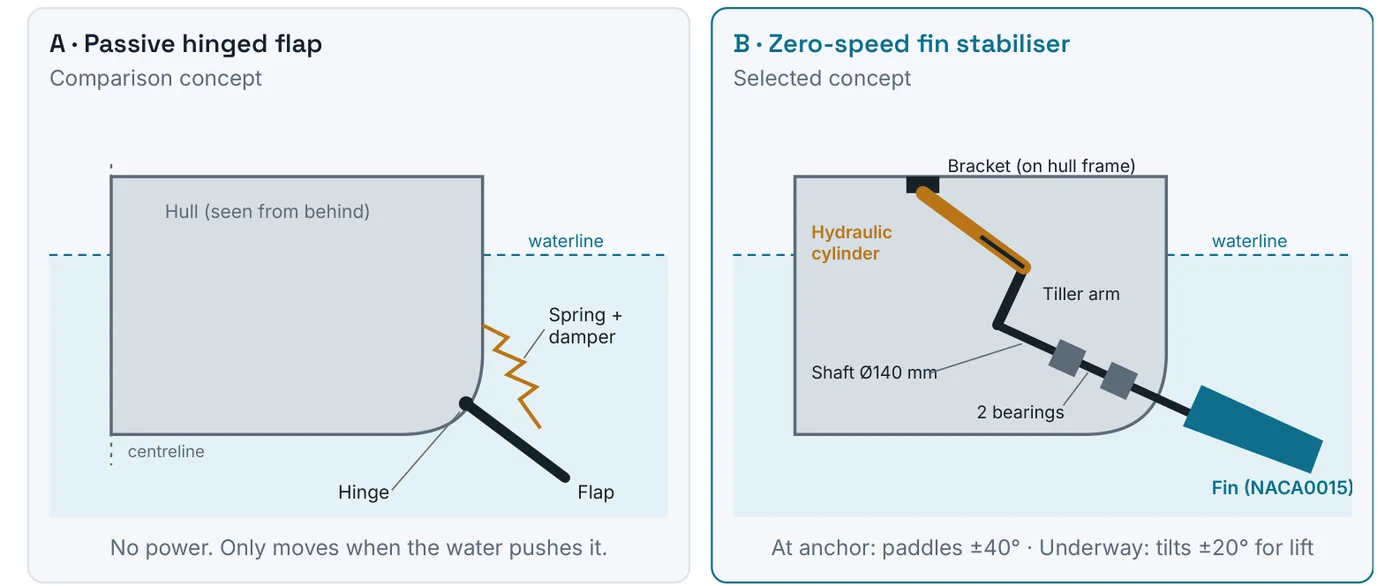 A · Passive hinged flap
Comparison concept
Hull (seen from behind)
waterline
Spring +
damper
centreline
Hinge
Flap
No power. Only moves when the water pushes it.
B · Zero-speed fin stabiliser
Selected concept
Bracket (on hull frame)
Hydraulic
cylinder
waterline
Tiller arm
Shaft Ø140 mm
2 bearings
Fin (NACA0015)
At anchor: paddles ±40° · Underway: tilts ±20° for lift